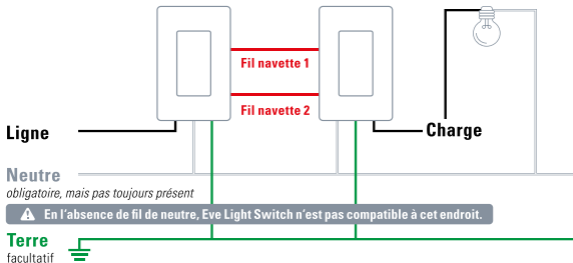 Fil navette 1
Fil navette 2
Ligne
Charge
Neutre
obligatoire, mais pas toujours présent
En l'absence de fil de neutre, Eve Light Switch n'est pas compatible à cet endroit.
Terre
facultatif